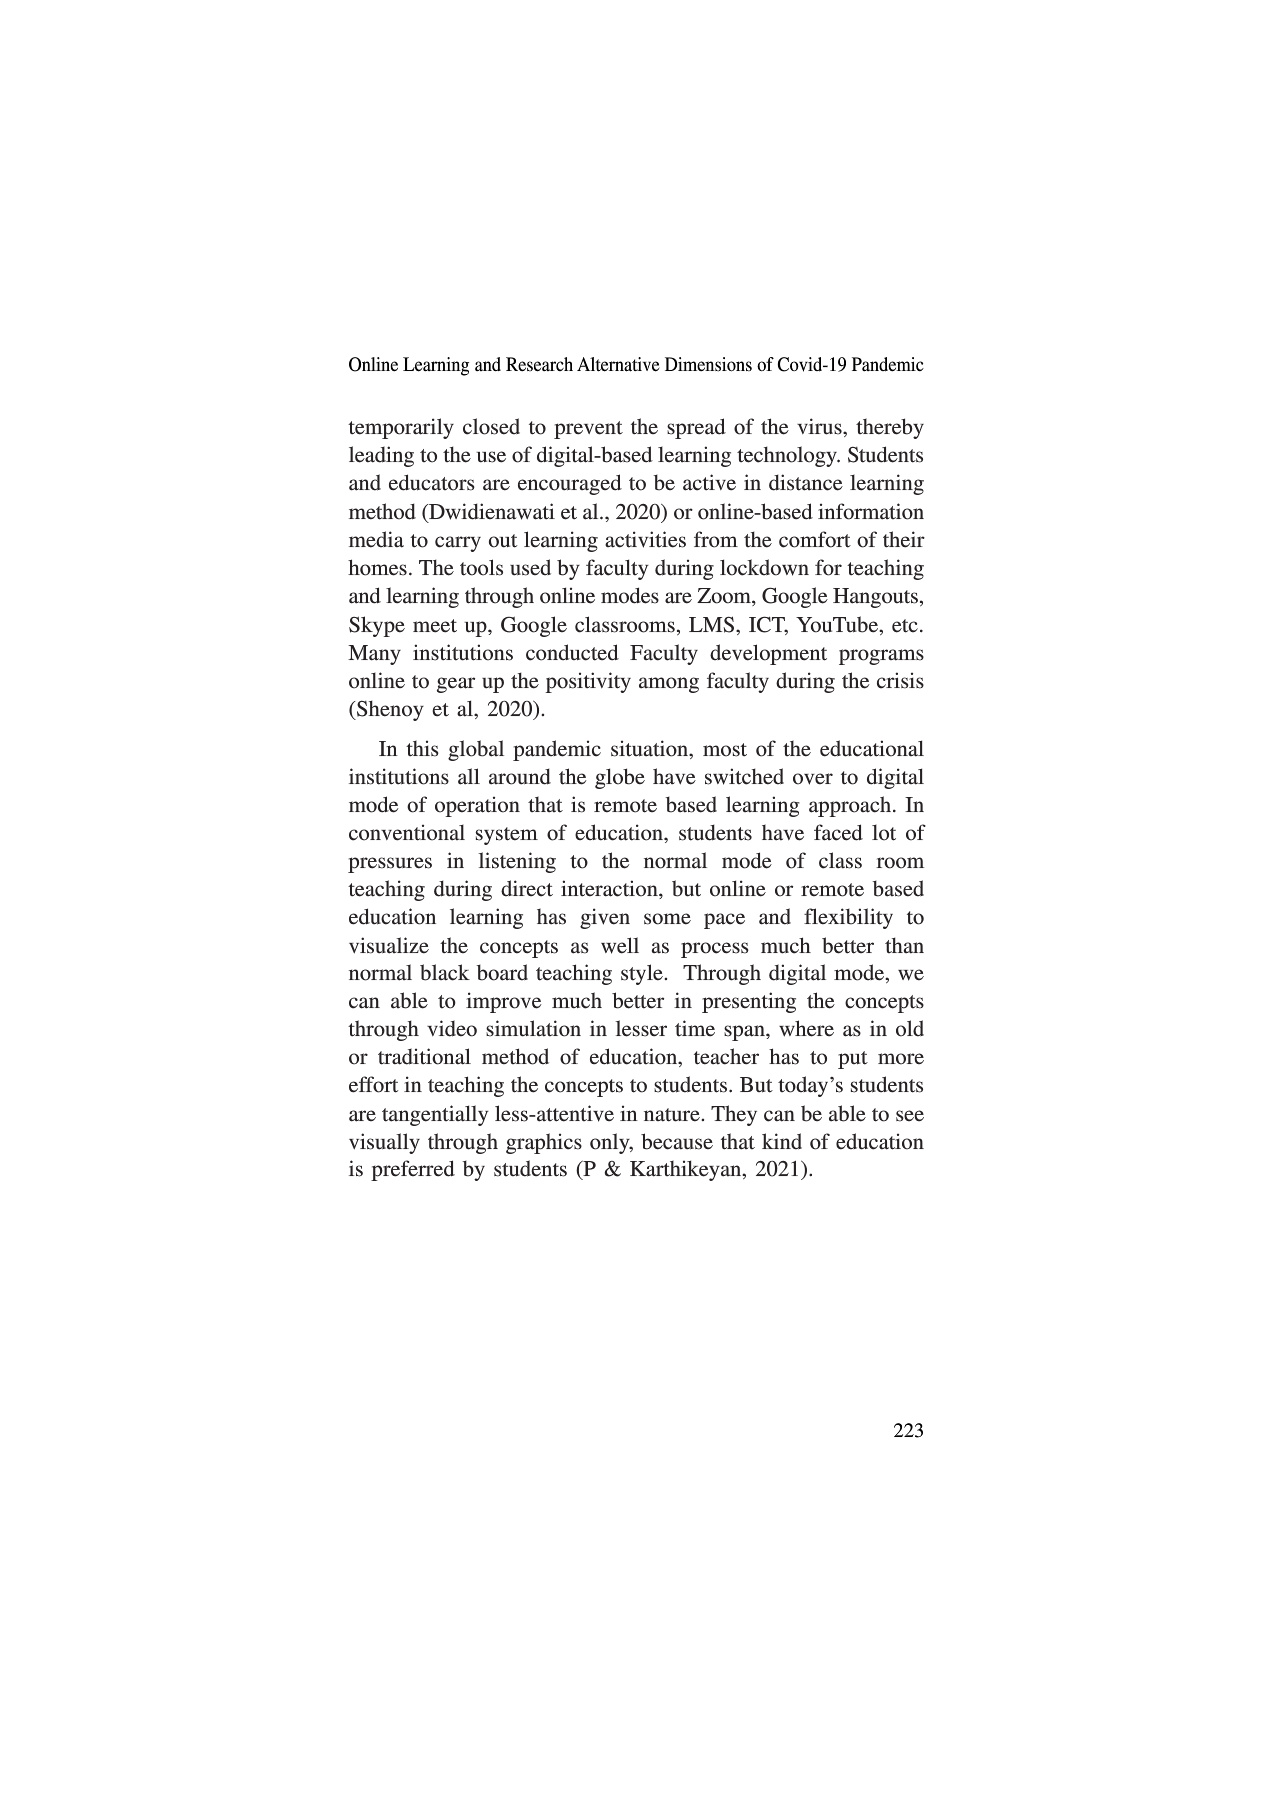 Online Learning and Research Alternative Dimensions of Covid-19 Pandemic
temporarily closed to prevent the spread of the virus, thereby
leading to the use of digital-based learning technology. Students
and educators are encouraged to be active in distance learning
method (Dwidienawati et al., 2020) or online-based information
media to carry out learning activities from the comfort of their
homes. The tools used by faculty during lockdown for teaching
and learning through online modes are Zoom, Google Hangouts,
Skype meet up, Google classrooms, LMS, ICT, YouTube, etc.
Many institutions conducted Faculty development programs
online to gear up the positivity among faculty during the crisis
(Shenoy et al, 2020).
In this global pandemic situation, most of the educational
institutions all around the globe have switched over to digital
mode of operation that is remote based learning approach. In
conventional system of education, students have faced lot of
pressures in listening to the normal mode of class room
teaching during direct interaction, but online or remote based
education learning has given some pace and flexibility to
visualize the concepts as well as process much better than
normal black board teaching style. Through digital mode, we
can able to improve much better in presenting the concepts
through video simulation in lesser time span, where as in old
or traditional method of education, teacher has to put more
effort in teaching the concepts to students. But today’s students
are tangentially less-attentive in nature. They can be able to see
visually through graphics only, because that kind of education
is preferred by students (P & Karthikeyan, 2021).
223